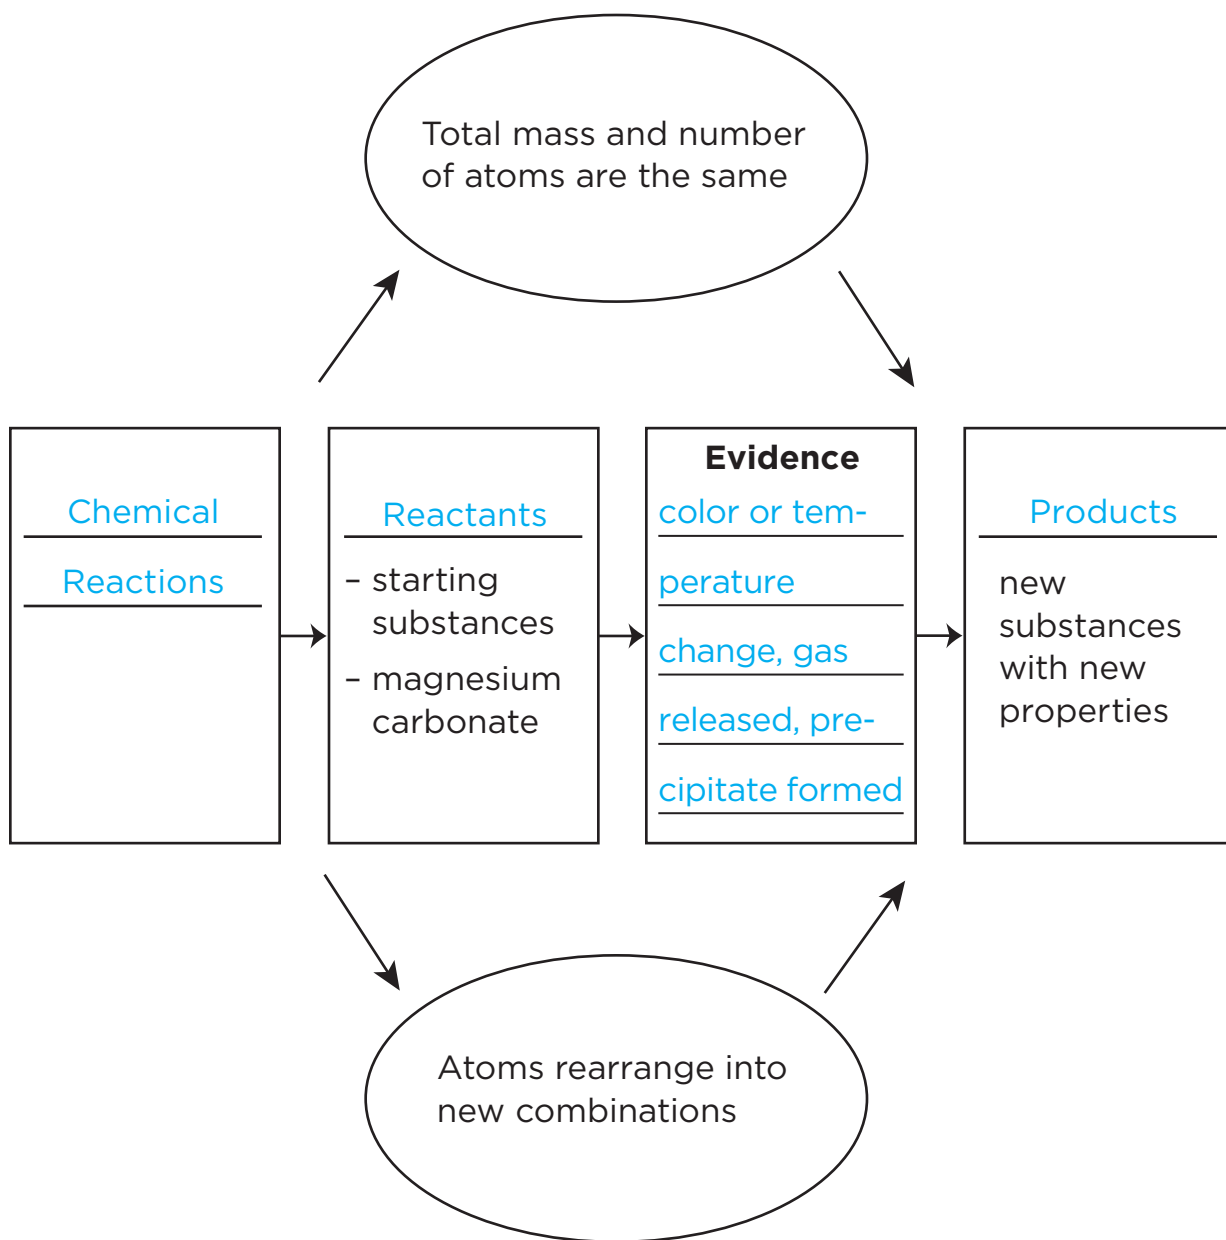 Total mass and number
of atoms are the same
Chemical
Reactions
Reactants
– starting
substances
– magnesium
carbonate
Evidence
color or tem-
perature
change, gas
released, pre-
cipitate formed
Products
new
substances
with new
properties
Atoms rearrange into
new combinations